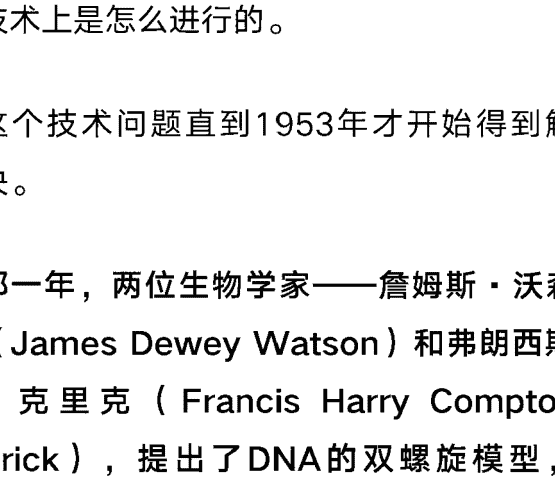 技术上是怎么进行的。
这个技术问题直到1953年才开始得到解
决。
那一年，两位生物学家——詹姆斯·沃森
（James Dewey Watson）和弗朗西斯
克里克（Francis Harry Compto
rick），提出了DNA的双螺旋模型，